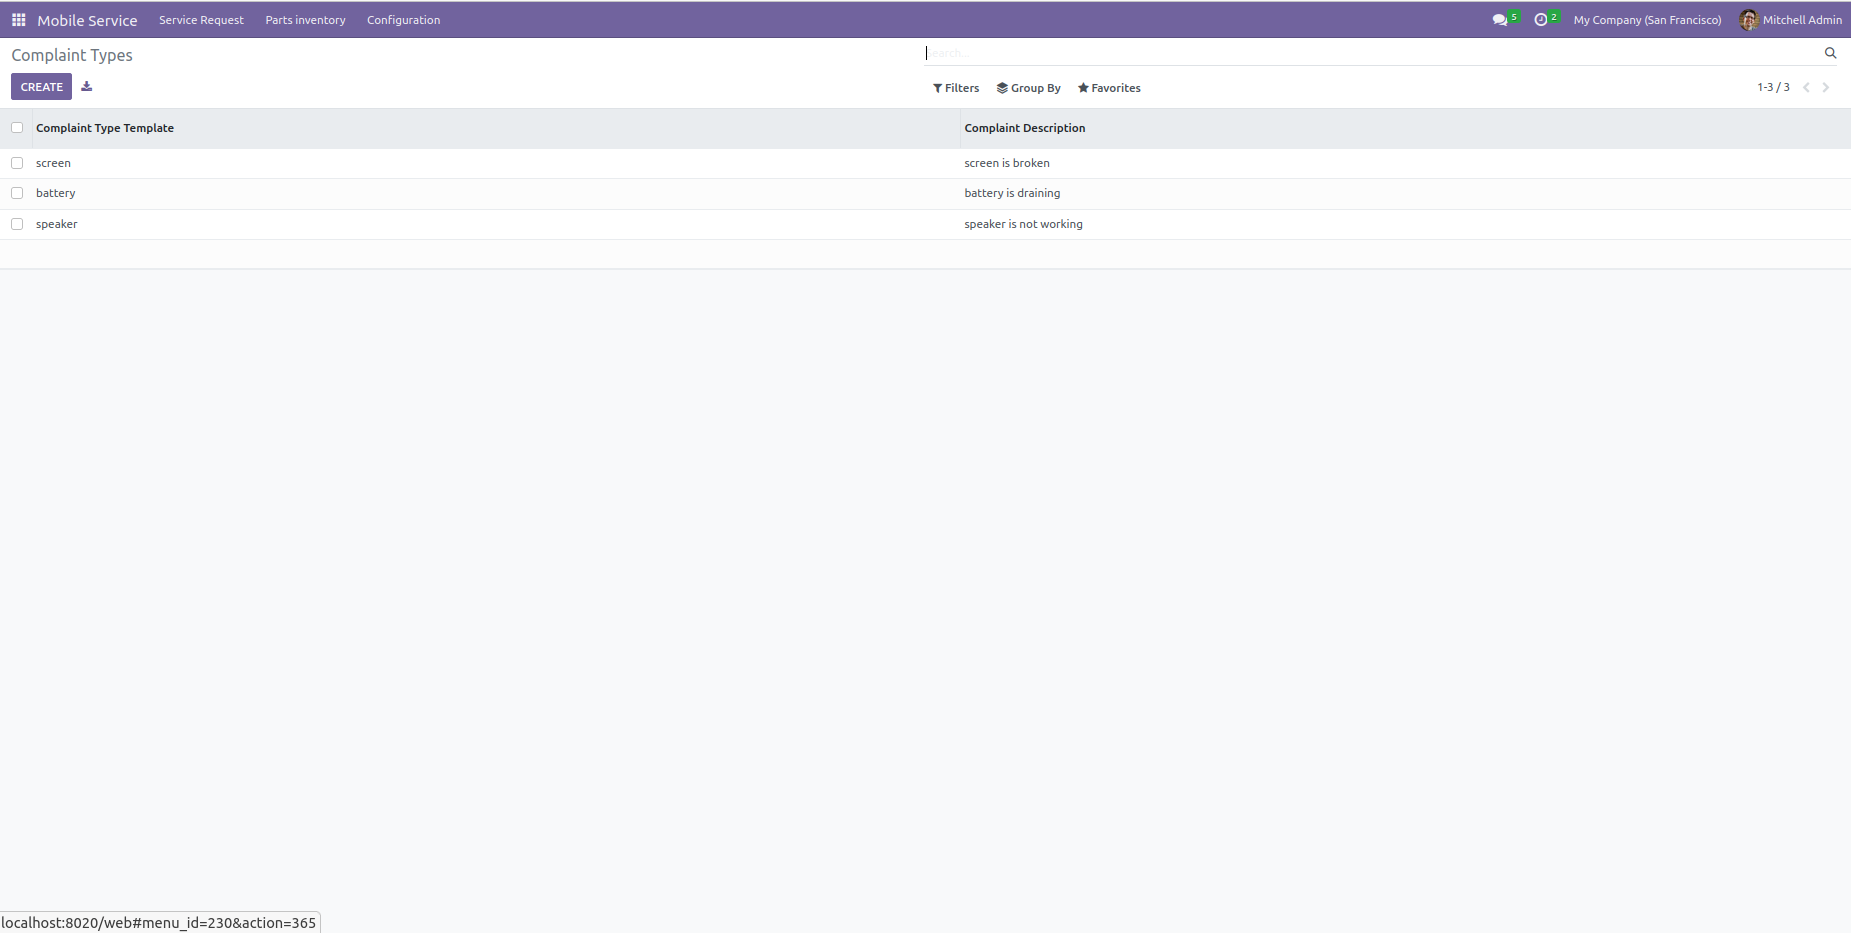 Mobile Service Service Request Parts inventory Configuration 5 2 My Company (San Francisco) Mitchell Admin
Complaint Types
Search...
CREATE Filters Group By Favorites 1-3 / 3
Complaint Type Template Complaint Description
screen screen is broken
battery battery is draining
speaker speaker is not working
localhost:8020/web#menu_id=230&action=365